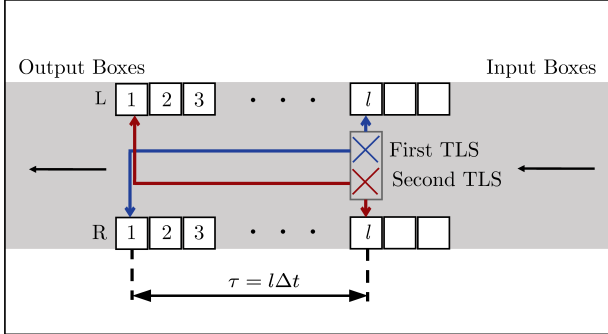 Output Boxes Input Boxes
L 1 2 3 · · · l
First TLS
Second TLS
R 1 2 3 · · · l
τ = lΔt